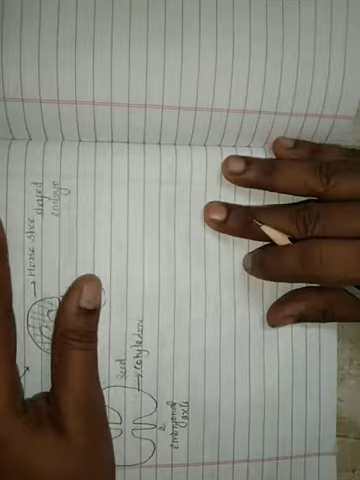 → Horse shoe
shaped
embryo
seed
→ Cotyledon
embryonal
axis